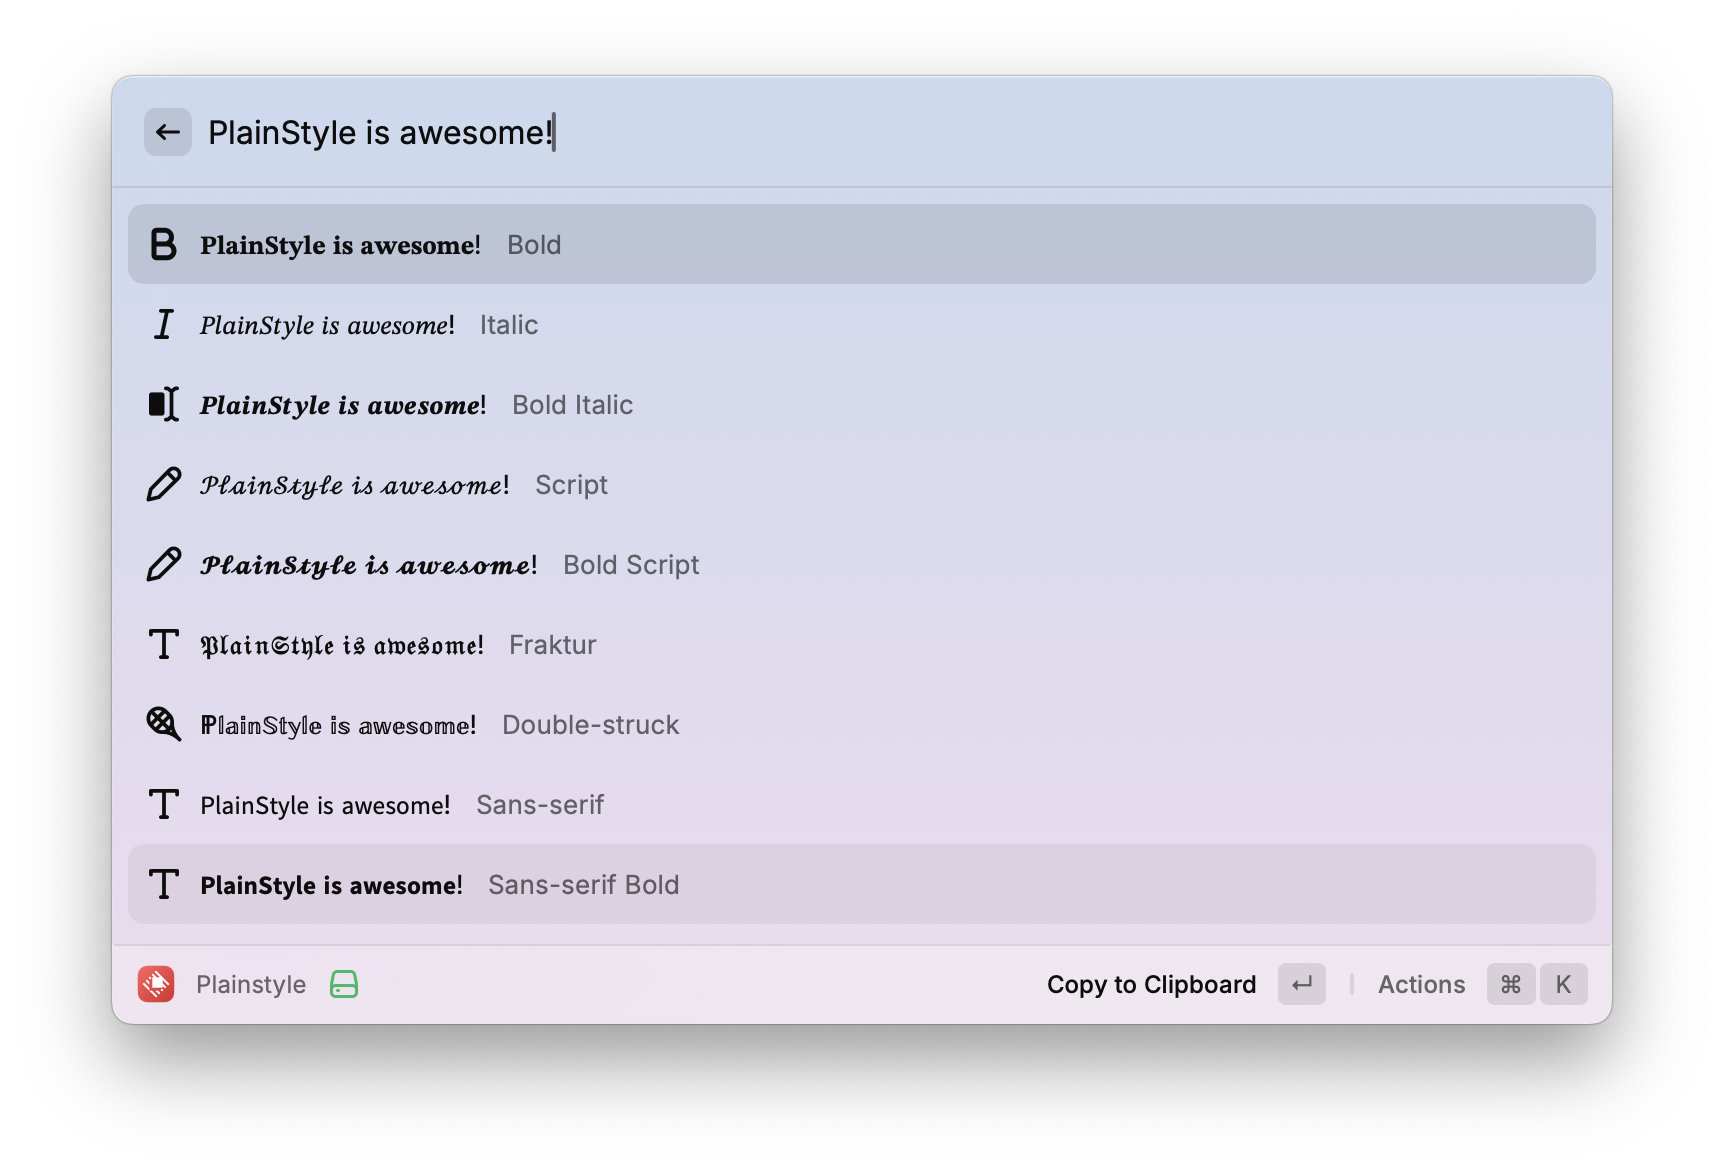 PlainStyle is awesome!
𝐏𝐥𝐚𝐢𝐧𝐒𝐭𝐲𝐥𝐞 𝐢𝐬 𝐚𝐰𝐞𝐬𝐨𝐦𝐞! Bold
𝑃𝑙𝑎𝑖𝑛𝑆𝑡𝑦𝑙𝑒 𝑖𝑠 𝑎𝑤𝑒𝑠𝑜𝑚𝑒! Italic
𝑷𝒍𝒂𝒊𝒏𝑺𝒕𝒚𝒍𝒆 𝒊𝒔 𝒂𝒘𝒆𝒔𝒐𝒎𝒆! Bold Italic
𝒫𝓁𝒶𝒾𝓃𝒮𝓉𝓎𝓁ℯ 𝒾𝓈 𝒶𝓌ℯ𝓈ℴ𝓂ℯ! Script
𝓟𝓵𝓪𝓲𝓷𝓢𝓽𝔂𝓵𝓮 𝓲𝓼 𝓪𝔀𝓮𝓼𝓸𝓶𝓮! Bold Script
𝔓𝔩𝔞𝔦𝔫𝔖𝔱𝔶𝔩𝔢 𝔦𝔰 𝔞𝔴𝔢𝔰𝔬𝔪𝔢! Fraktur
ℙ𝕝𝕒𝕚𝕟𝕊𝕥𝕪𝕝𝕖 𝕚𝕤 𝕒𝕨𝕖𝕤𝕠𝕞𝕖! Double-struck
𝖯𝗅𝖺𝗂𝗇𝖲𝗍𝗒𝗅𝖾 𝗂𝗌 𝖺𝗐𝖾𝗌𝗈𝗆𝖾! Sans-serif
𝗣𝗹𝗮𝗶𝗻𝗦𝘁𝘆𝗹𝗲 𝗶𝘀 𝗮𝘄𝗲𝘀𝗼𝗺𝗲! Sans-serif Bold
Plainstyle Copy to Clipboard ↵ Actions ⌘ K